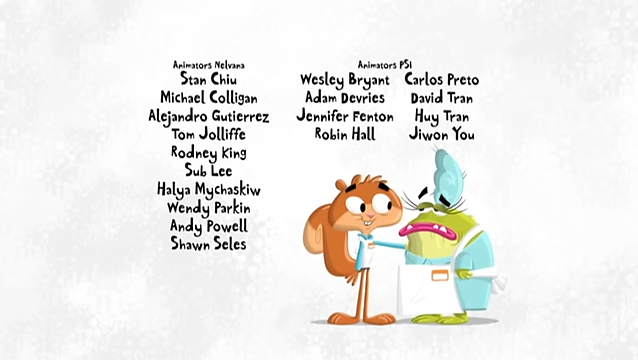 Animators Nelvana
Stan Chiu
Michael Colligan
Alejandro Gutierrez
Tom Jolliffe
Rodney King
Sub Lee
Halya Mychaskiw
Wendy Parkin
Andy Powell
Shawn Seles
Animators PSi
Wesley Bryant
Adam Devries
Jennifer Fenton
Robin Hall
Carlos Preto
David Tran
Huy Tran
Jiwon You